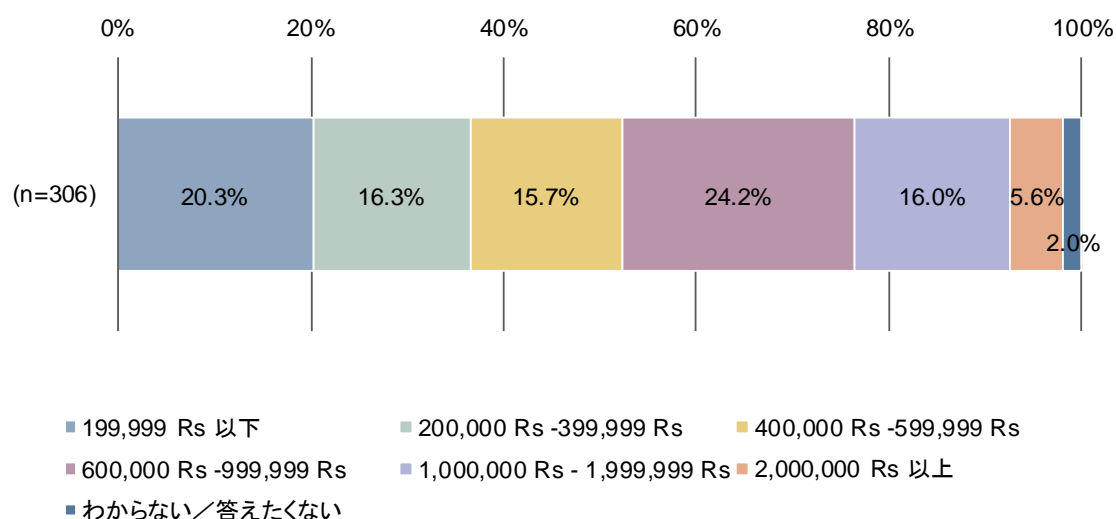 0% 20% 40% 60% 80% 100%
(n=306) 20.3% 16.3% 15.7% 24.2% 16.0% 5.6%
2.0%
199,999 Rs 以下 200,000 Rs -399,999 Rs 400,000 Rs -599,999 Rs
600,000 Rs -999,999 Rs 1,000,000 Rs - 1,999,999 Rs 2,000,000 Rs 以上
わからない／答えたくない